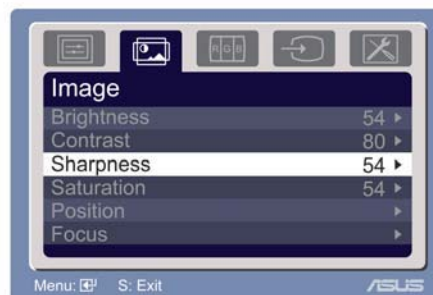 RGB
Image
Brightness 54
Contrast 80
Sharpness 54
Saturation 54
Position
Focus
Menu: S: Exit ASUS